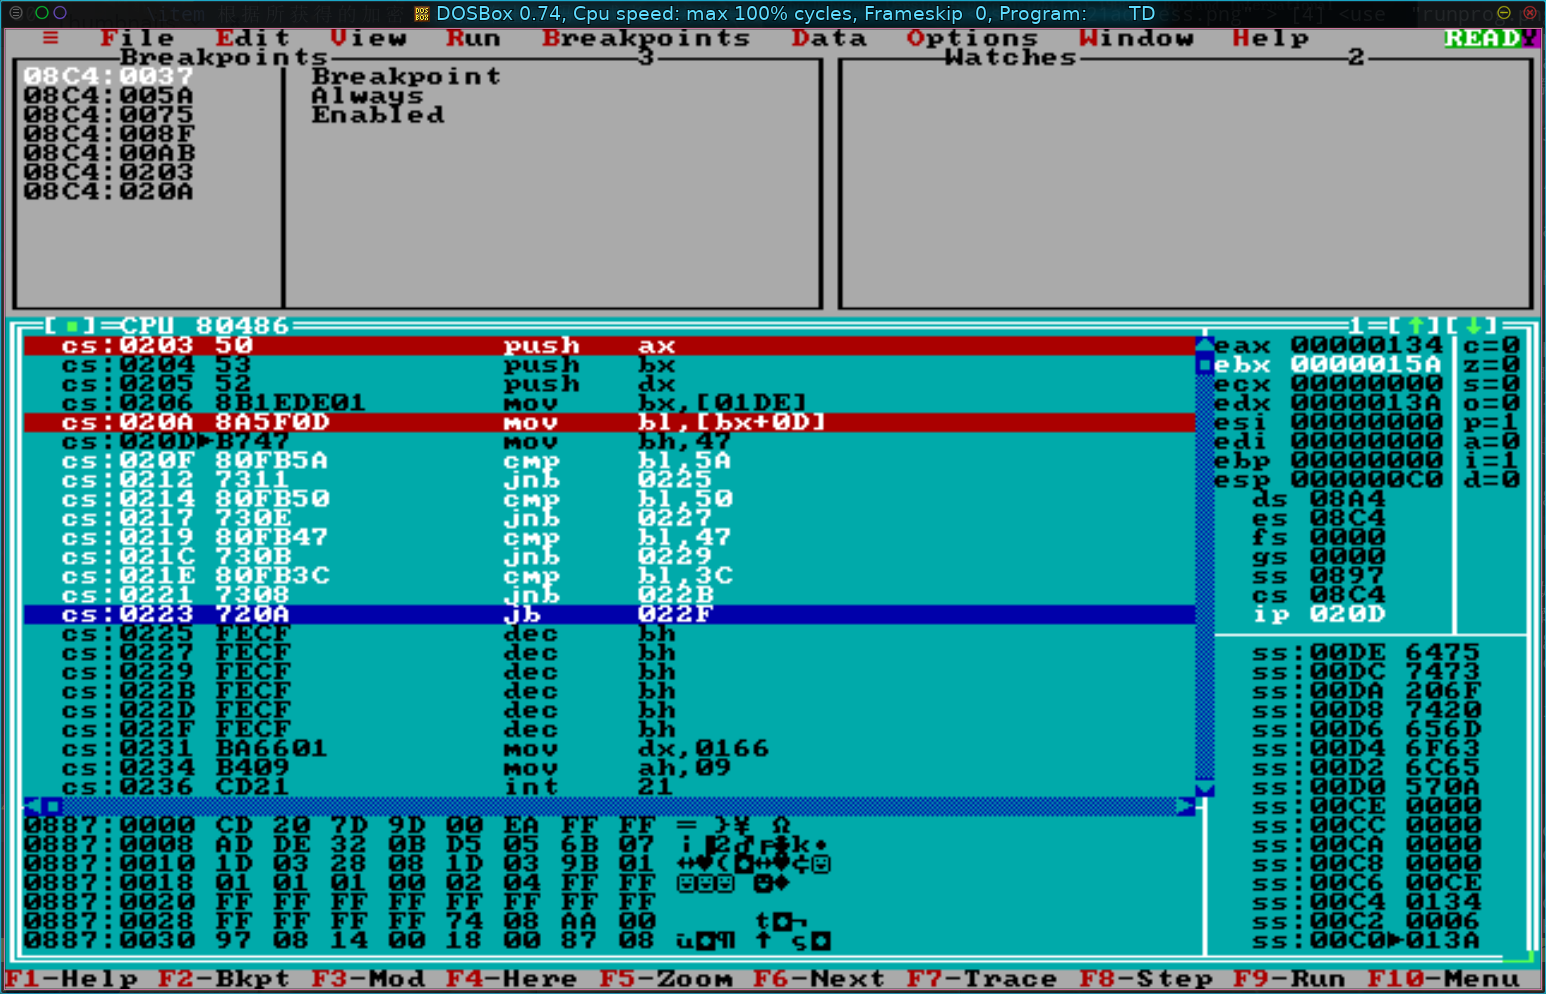 DOSBox 0.74, Cpu speed: max 100% cycles, Frameskip 0, Program: TD
≡ File Edit View Run Breakpoints Data Options Window Help READY
Breakpoints 3
08C4:0037 Breakpoint
08C4:005A Always
08C4:0075 Enabled
08C4:008F
08C4:00AB
08C4:0203
08C4:020A
Watches 2
[■]=CPU 80486 1=[↑][↓]
cs:0203 50 push ax
cs:0204 53 push bx
cs:0205 52 push dx
cs:0206 8B1EDE01 mov bx,[01DE]
cs:020A 8A5F0D mov bl,[bx+0D]
cs:020D►B747 mov bh,47
cs:020F 80FB5A cmp bl,5A
cs:0212 7311 jnb 0225
cs:0214 80FB50 cmp bl,50
cs:0217 730E jnb 0227
cs:0219 80FB47 cmp bl,47
cs:021C 730B jnb 0229
cs:021E 80FB3C cmp bl,3C
cs:0221 7308 jnb 022B
cs:0223 720A jb 022F
cs:0225 FECF dec bh
cs:0227 FECF dec bh
cs:0229 FECF dec bh
cs:022B FECF dec bh
cs:022D FECF dec bh
cs:022F FECF dec bh
cs:0231 BA6601 mov dx,0166
cs:0234 B409 mov ah,09
cs:0236 CD21 int 21
eax 00000134 c=0
ebx 0000015A z=0
ecx 00000000 s=0
edx 0000013A o=0
esi 00000000 p=1
edi 00000000 a=0
ebp 00000000 i=1
esp 000000C0 d=0
ds 08A4
es 08C4
fs 0000
gs 0000
ss 0897
cs 08C4
ip 020D
0887:0000 CD 20 7D 9D 00 EA FF FF = }¥ Ω
0887:0008 AD DE 32 0B D5 05 6B 07
0887:0010 1D 03 28 08 1D 03 9B 01
0887:0018 01 01 01 00 02 04 FF FF
0887:0020 FF FF FF FF FF FF FF FF
0887:0028 FF FF FF FF 74 08 AA 00
0887:0030 97 08 14 00 18 00 87 08
ss:00DE 6475
ss:00DC 7473
ss:00DA 206F
ss:00D8 7420
ss:00D6 656D
ss:00D4 6F63
ss:00D2 6C65
ss:00D0 570A
ss:00CE 0000
ss:00CC 0000
ss:00CA 0000
ss:00C8 0000
ss:00C6 00CE
ss:00C4 0134
ss:00C2 0006
ss:00C0►013A
F1-Help F2-Bkpt F3-Mod F4-Here F5-Zoom F6-Next F7-Trace F8-Step F9-Run F10-Menu